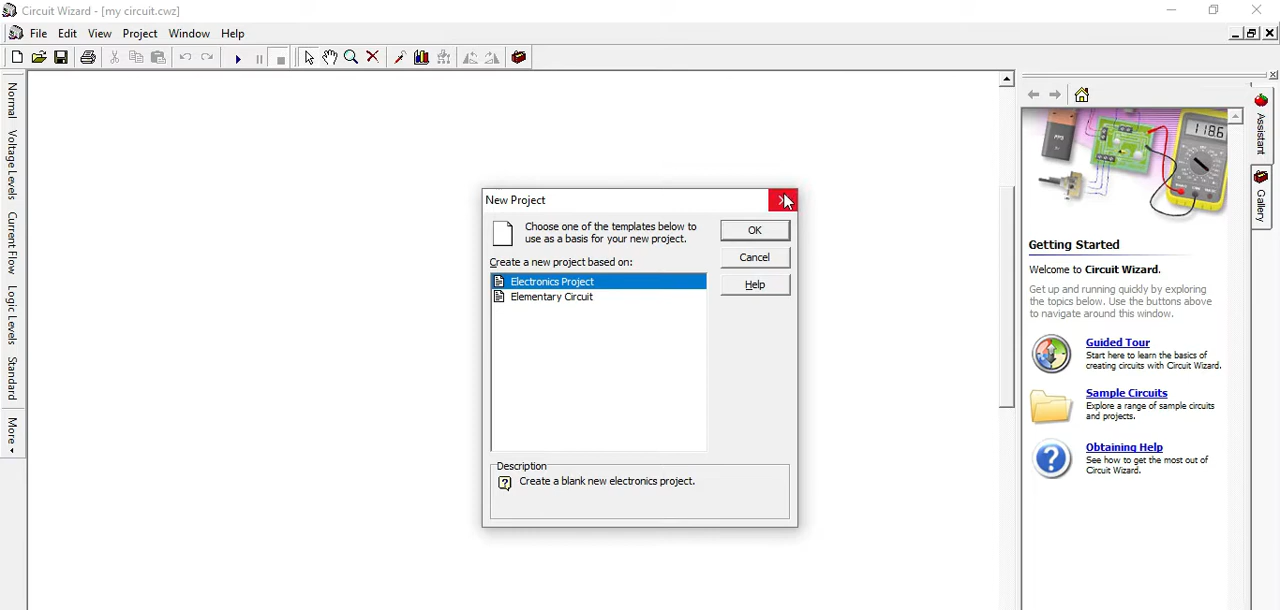 Circuit Wizard - [my circuit.cwz]
File Edit View Project Window Help
Normal
Voltage Levels
Current Flow
Logic Levels
Standard
More
New Project
Choose one of the templates below to
use as a basis for your new project.
Create a new project based on:
Electronics Project
Elementary Circuit
OK
Cancel
Help
Description
Create a blank new electronics project.
118.6
Getting Started
Welcome to Circuit Wizard.
Get up and running quickly by exploring
the topics below. Use the buttons above
to navigate around this window.
Guided Tour
Start here to learn the basics of
creating circuits with Circuit Wizard.
Sample Circuits
Explore a range of sample circuits
and projects.
Obtaining Help
See how to get the most out of
Circuit Wizard.
Assistant
Gallery